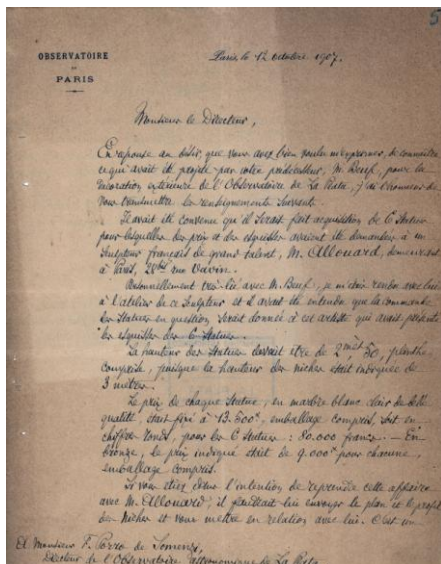 OBSERVATOIRE
DE
PARIS
Paris, le 12 octobre 1907.
Monsieur le Directeur,
En réponse au désir, que vous avez bien voulu m'exprimer, de connaître
ce qui avait été projeté par votre prédécesseur, M. Beuf, pour la
décoration extérieure de l'Observatoire de La Plata, j'ai l'honneur de
vous transmettre les renseignements suivants.
Il avait été convenu que il serait fait acquisition de 6 statues
pour lesquelles des prix et des esquisses avaient été demandés à un
Sculpteur français de grand talent, M. Allouard, demeurant
à Paris, rue Vavin.
Personnellement très lié avec M. Beuf, je me suis rendu avec lui
à l'atelier de ce Sculpteur et il avait été entendu que la commande
des Statues en question serait donnée à cet artiste qui avait présenté
les esquisses des 6 Statues.
La hauteur des Statues devait être de 2 met 50, plinthe
comprise, puisque la hauteur des niches était indiquée de
3 mètres.
Le prix de chaque Statue, en marbre blanc clair de belle
qualité, était fixé à 13.500f, emballage compris, soit en
chiffres ronds, pour les 6 Statues : 80.000 francs. — En
bronze, le prix indiqué était de 9.000f pour chacune,
emballage compris.
Si vous étiez dans l'intention de reprendre cette affaire
avec M. Allouard, il faudrait lui envoyer le plan et le profil
des Niches et vous mettre en relation avec lui. C'est un
A Monsieur F. Porro de Somenzi,
Directeur de l'Observatoire astronomique de La Plata